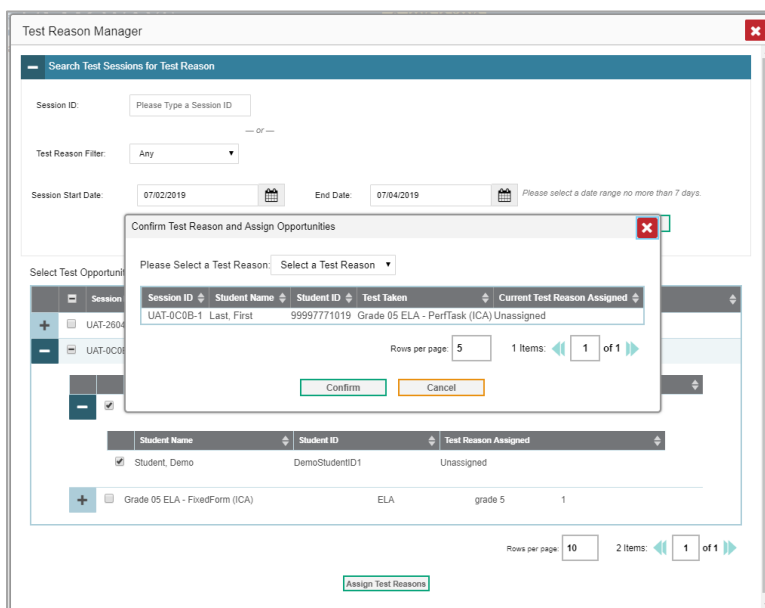 Test Reason Manager
Search Test Sessions for Test Reason
Session ID: Please Type a Session ID
— or —
Test Reason Filter: Any
Session Start Date: 07/02/2019 End Date: 07/04/2019 Please select a date range no more than 7 days.
Confirm Test Reason and Assign Opportunities
Please Select a Test Reason: Select a Test Reason
Session ID Student Name Student ID Test Taken Current Test Reason Assigned
UAT-0C0B-1 Last, First 99997771019 Grade 05 ELA - PerfTask (ICA) Unassigned
Rows per page: 5 1 Items: 1 of 1
Confirm Cancel
Select Test Opportunit
Session
UAT-2604
UAT-0C0B
Student Name Student ID Test Reason Assigned
Student, Demo DemoStudentID1 Unassigned
Grade 05 ELA - FixedForm (ICA) ELA grade 5 1
Rows per page: 10 2 Items: 1 of 1
Assign Test Reasons